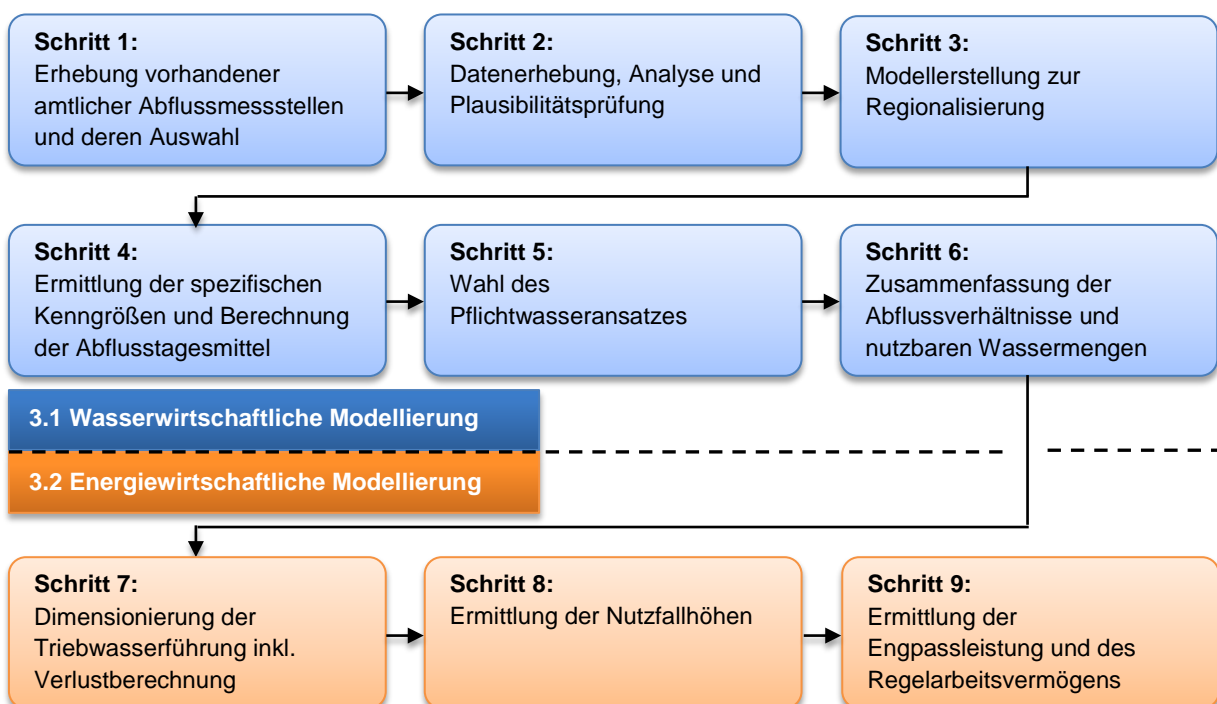 Schritt 1:
Erhebung vorhandener
amtlicher Abflussmessstellen
und deren Auswahl
Schritt 2:
Datenerhebung, Analyse und
Plausibilitätsprüfung
Schritt 3:
Modellerstellung zur
Regionalisierung
Schritt 4:
Ermittlung der spezifischen
Kenngrößen und Berechnung
der Abflusstagesmittel
Schritt 5:
Wahl des
Pflichtwasseransatzes
Schritt 6:
Zusammenfassung der
Abflussverhältnisse und
nutzbaren Wassermengen
3.1 Wasserwirtschaftliche Modellierung
3.2 Energiewirtschaftliche Modellierung
Schritt 7:
Dimensionierung der
Triebwasserführung inkl.
Verlustberechnung
Schritt 8:
Ermittlung der Nutzfallhöhen
Schritt 9:
Ermittlung der
Engpassleistung und des
Regelarbeitsvermögens